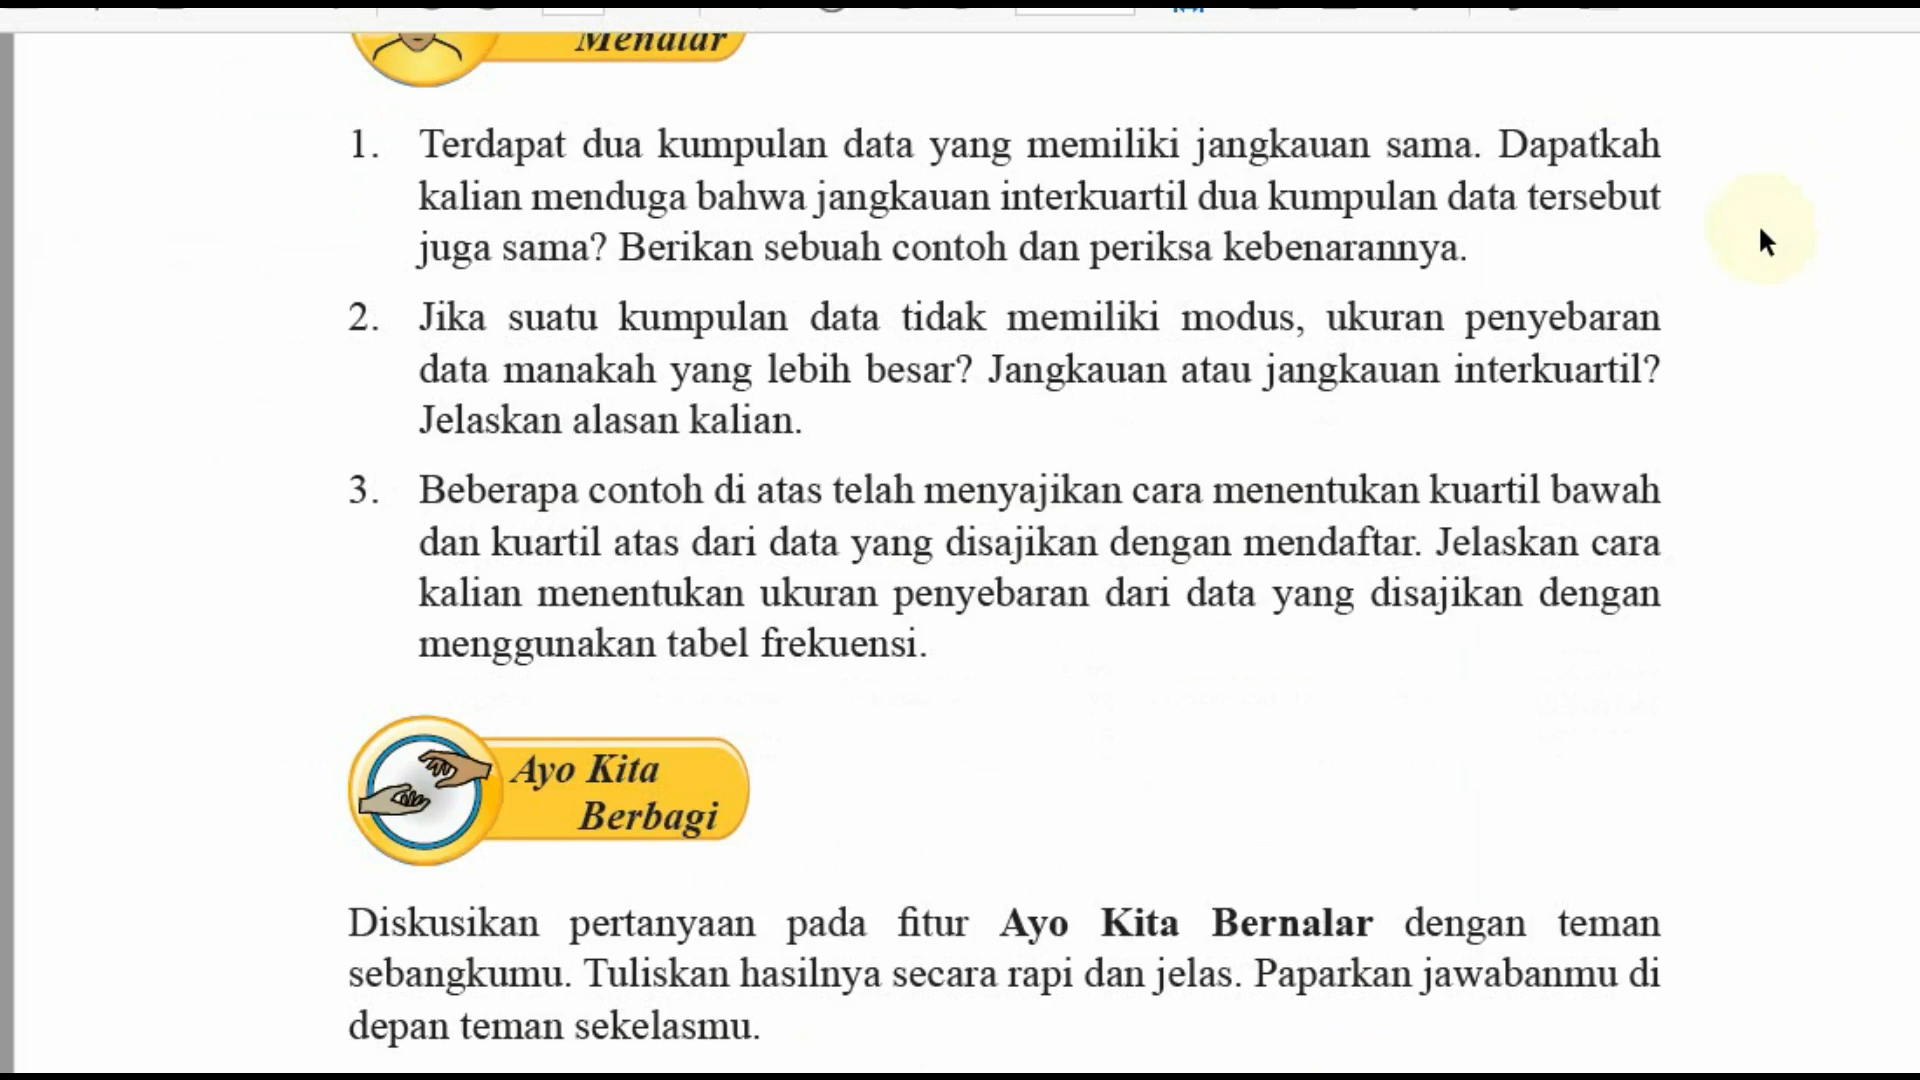 Menalar
1. Terdapat dua kumpulan data yang memiliki jangkauan sama. Dapatkah
kalian menduga bahwa jangkauan interkuartil dua kumpulan data tersebut
juga sama? Berikan sebuah contoh dan periksa kebenarannya.
2. Jika suatu kumpulan data tidak memiliki modus, ukuran penyebaran
data manakah yang lebih besar? Jangkauan atau jangkauan interkuartil?
Jelaskan alasan kalian.
3. Beberapa contoh di atas telah menyajikan cara menentukan kuartil bawah
dan kuartil atas dari data yang disajikan dengan mendaftar. Jelaskan cara
kalian menentukan ukuran penyebaran dari data yang disajikan dengan
menggunakan tabel frekuensi.
Ayo Kita
Berbagi
Diskusikan pertanyaan pada fitur Ayo Kita Bernalar dengan teman
sebangkumu. Tuliskan hasilnya secara rapi dan jelas. Paparkan jawabanmu di
depan teman sekelasmu.